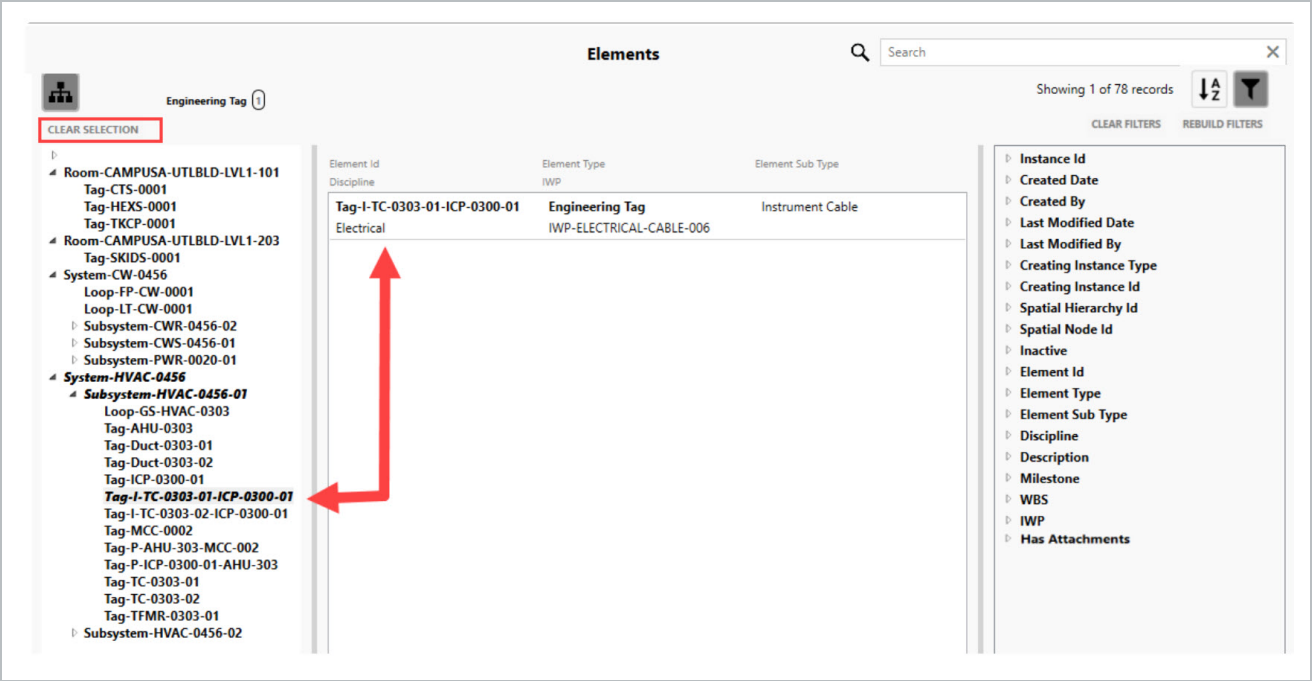 Elements
Search
Engineering Tag 1
Showing 1 of 78 records
A
Z
CLEAR SELECTION
CLEAR FILTERS
REBUILD FILTERS
Room-CAMPUSA-UTLBLD-LVL1-101
Tag-CTS-0001
Tag-HEXS-0001
Tag-TKCP-0001
Room-CAMPUSA-UTLBLD-LVL1-203
Tag-SKIDS-0001
System-CW-0456
Loop-FP-CW-0001
Loop-LT-CW-0001
Subsystem-CWR-0456-02
Subsystem-CWS-0456-01
Subsystem-PWR-0020-01
System-HVAC-0456
Subsystem-HVAC-0456-01
Loop-GS-HVAC-0303
Tag-AHU-0303
Tag-Duct-0303-01
Tag-Duct-0303-02
Tag-ICP-0300-01
Tag-I-TC-0303-01-ICP-0300-01
Tag-I-TC-0303-02-ICP-0300-01
Tag-MCC-0002
Tag-P-AHU-303-MCC-002
Tag-P-ICP-0300-01-AHU-303
Tag-TC-0303-01
Tag-TC-0303-02
Tag-TFMR-0303-01
Subsystem-HVAC-0456-02
Element Id Element Type Element Sub Type
Discipline IWP
Tag-I-TC-0303-01-ICP-0300-01 Engineering Tag Instrument Cable
Electrical IWP-ELECTRICAL-CABLE-006
Instance Id
Created Date
Created By
Last Modified Date
Last Modified By
Creating Instance Type
Creating Instance Id
Spatial Hierarchy Id
Spatial Node Id
Inactive
Element Id
Element Type
Element Sub Type
Discipline
Description
Milestone
WBS
IWP
Has Attachments